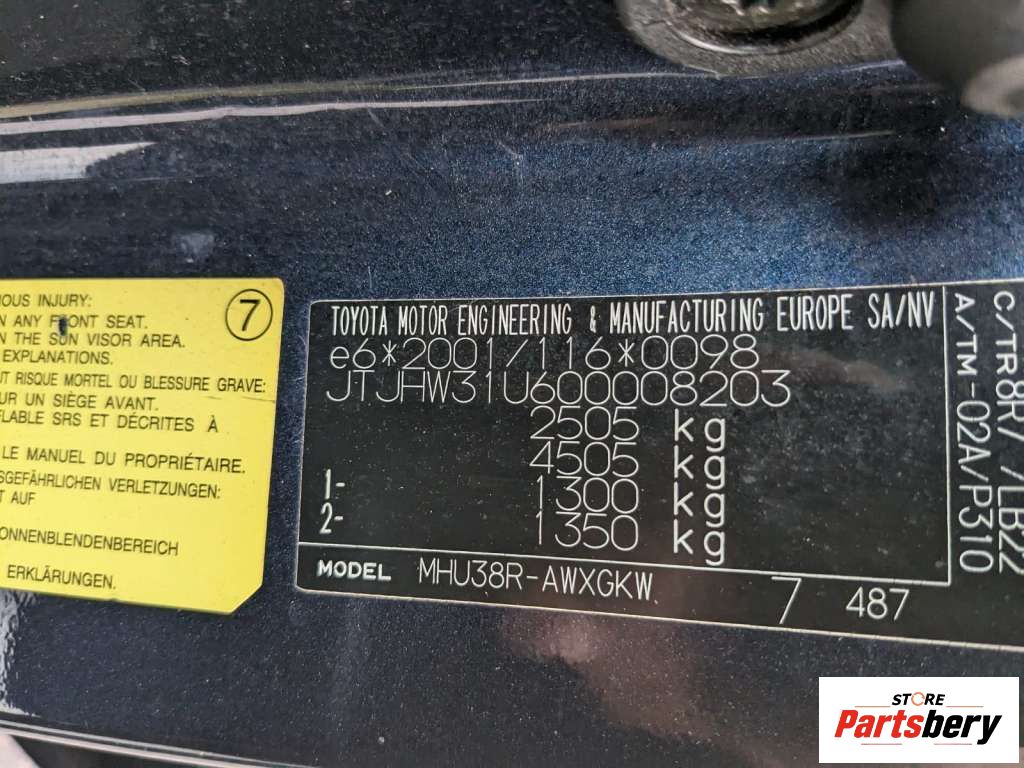 IOUS INJURY:
N ANY FRONT SEAT.
N THE SUN VISOR AREA.
EXPLANATIONS.
UT RISQUE MORTEL OU BLESSURE GRAVE:
UR UN SIÈGE AVANT.
FLABLE SRS ET DÉCRITES À
LE MANUEL DU PROPRIÉTAIRE.
SGEFÄHRLICHEN VERLETZUNGEN:
T AUF
ONNENBLENDENBEREICH
ERKLÄRUNGEN.
7
TOYOTA MOTOR ENGINEERING & MANUFACTURING EUROPE SA/NV
e6*2001/116*0098
JTJHW31U600008203
2505 kg
4505 kg
1- 1300 kg
2- 1350 kg
MODEL MHU38R-AWXGKW
7 487
C/TR8R/ /LB22
A/TM-02A/P310
STORE
Partsbery